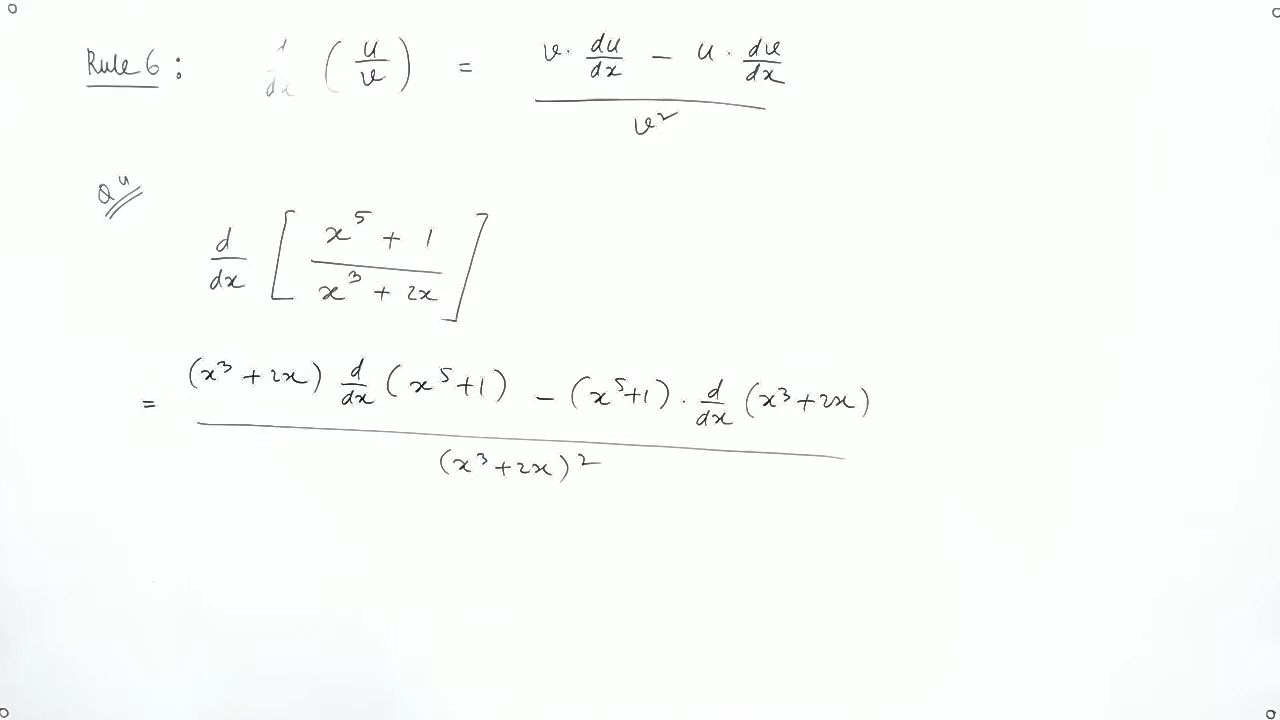 Rule 6 : d/dx (u/v) = (v · du/dx − u · dv/dx) / v²
Qu
d/dx [(x⁵ + 1) / (x³ + 2x)]
= ((x³ + 2x) d/dx (x⁵ + 1) − (x⁵ + 1) · d/dx (x³ + 2x)) / (x³ + 2x)²